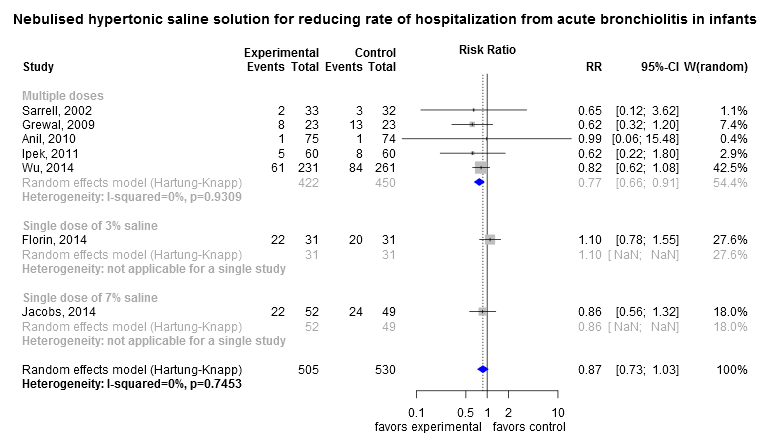 Nebulised hypertonic saline solution for reducing rate of hospitalization from acute bronchiolitis in infants
Experimental Control Risk Ratio
Study Events Total Events Total RR 95%-CI W(random)
Multiple doses
Sarrell, 2002 2 33 3 32 0.65 [0.12; 3.62] 1.1%
Grewal, 2009 8 23 13 23 0.62 [0.32; 1.20] 7.4%
Anil, 2010 1 75 1 74 0.99 [0.06; 15.48] 0.4%
Ipek, 2011 5 60 8 60 0.62 [0.22; 1.80] 2.9%
Wu, 2014 61 231 84 261 0.82 [0.62; 1.08] 42.5%
Random effects model (Hartung-Knapp) 422 450 0.77 [0.66; 0.91] 54.4%
Heterogeneity: I-squared=0%, p=0.9309
Single dose of 3% saline
Florin, 2014 22 31 20 31 1.10 [0.78; 1.55] 27.6%
Random effects model (Hartung-Knapp) 31 31 1.10 [ NaN; NaN] 27.6%
Heterogeneity: not applicable for a single study
Single dose of 7% saline
Jacobs, 2014 22 52 24 49 0.86 [0.56; 1.32] 18.0%
Random effects model (Hartung-Knapp) 52 49 0.86 [ NaN; NaN] 18.0%
Heterogeneity: not applicable for a single study
Random effects model (Hartung-Knapp) 505 530 0.87 [0.73; 1.03] 100%
Heterogeneity: I-squared=0%, p=0.7453
0.1 0.5 1 2 10
favors experimental favors control